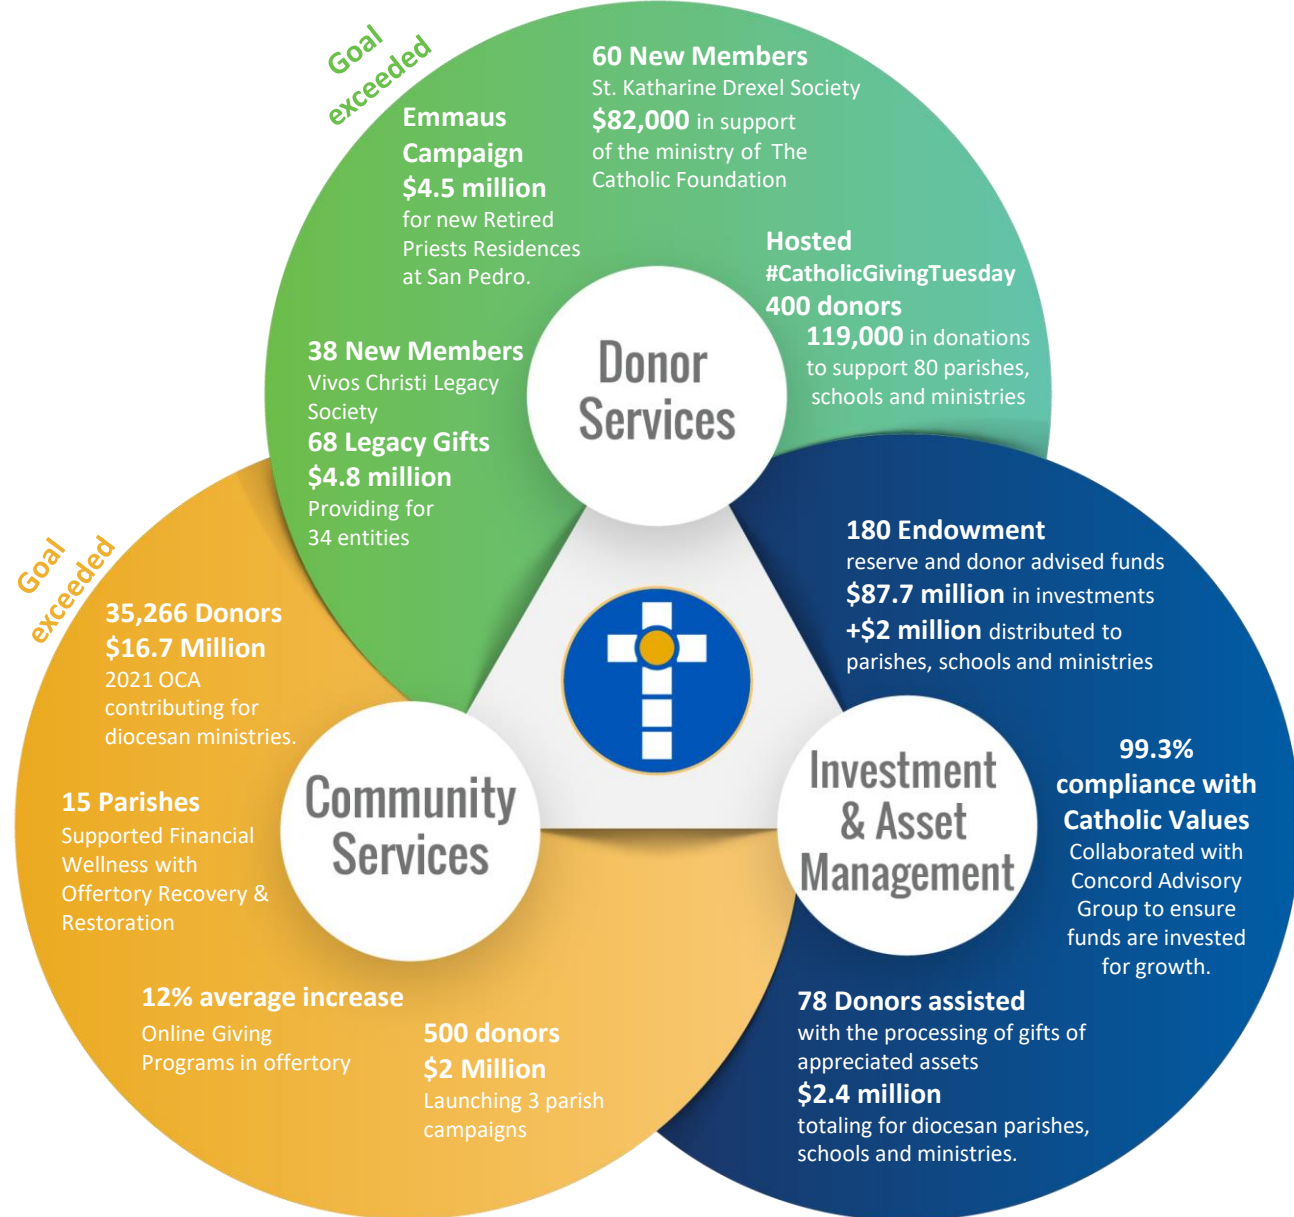 Goal
exceeded
Emmaus
Campaign
$4.5 million
for new Retired
Priests Residences
at San Pedro.
60 New Members
St. Katharine Drexel Society
$82,000 in support
of the ministry of The
Catholic Foundation
Hosted
#CatholicGivingTuesday
400 donors
119,000 in donations
to support 80 parishes,
schools and ministries
38 New Members
Vivos Christi Legacy
Society
68 Legacy Gifts
$4.8 million
Providing for
34 entities
Donor
Services
Goal
exceeded
35,266 Donors
$16.7 Million
2021 OCA
contributing for
diocesan ministries.
15 Parishes
Supported Financial
Wellness with
Offertory Recovery &
Restoration
12% average increase
Online Giving
Programs in offertory
500 donors
$2 Million
Launching 3 parish
campaigns
Community
Services
180 Endowment
reserve and donor advised funds
$87.7 million in investments
+$2 million distributed to
parishes, schools and ministries
Investment
& Asset
Management
99.3%
compliance with
Catholic Values
Collaborated with
Concord Advisory
Group to ensure
funds are invested
for growth.
78 Donors assisted
with the processing of gifts of
appreciated assets
$2.4 million
totaling for diocesan parishes,
schools and ministries.